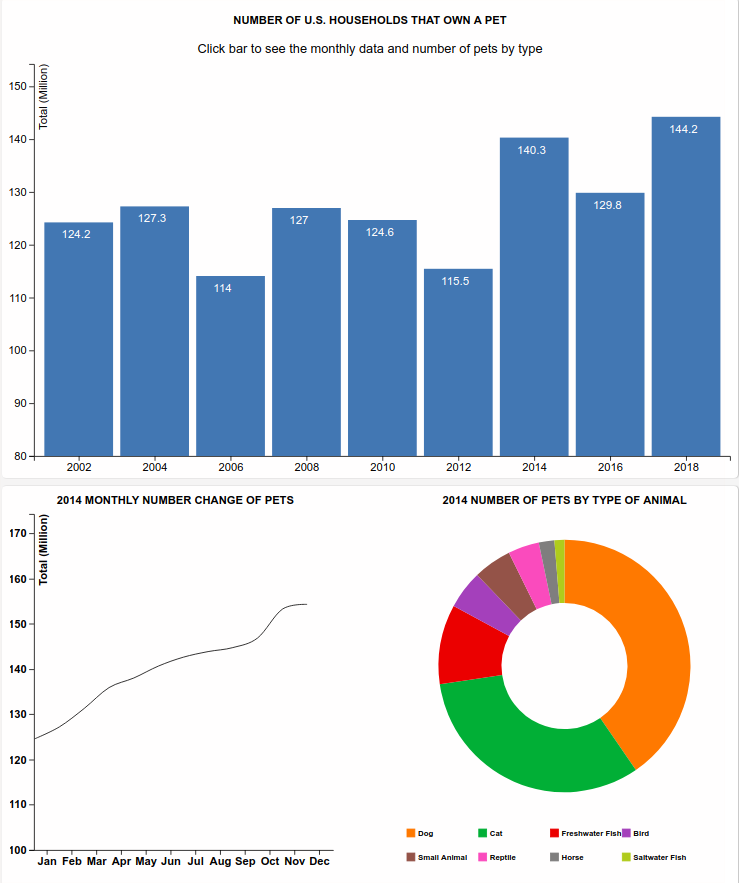 NUMBER OF U.S. HOUSEHOLDS THAT OWN A PET
Click bar to see the monthly data and number of pets by type
Total (Million)
150
140
130
120
110
100
90
80
124.2
127.3
114
127
124.6
115.5
140.3
129.8
144.2
2002 2004 2006 2008 2010 2012 2014 2016 2018
2014 MONTHLY NUMBER CHANGE OF PETS
Total (Million)
170
160
150
140
130
120
110
100
Jan Feb Mar Apr May Jun Jul Aug Sep Oct Nov Dec
2014 NUMBER OF PETS BY TYPE OF ANIMAL
Dog Cat Freshwater Fish Bird
Small Animal Reptile Horse Saltwater Fish